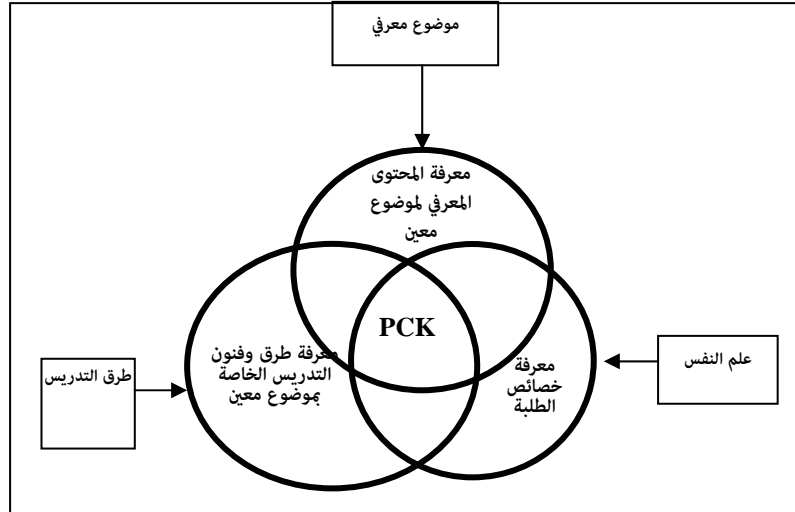 موضوع معرفي
معرفة المحتوى
المعرفي لموضوع
معين
PCK
معرفة طرق وفنون
التدريس الخاصة
بموضوع معين
معرفة
خصائص
الطلبة
علم النفس
طرق التدريس